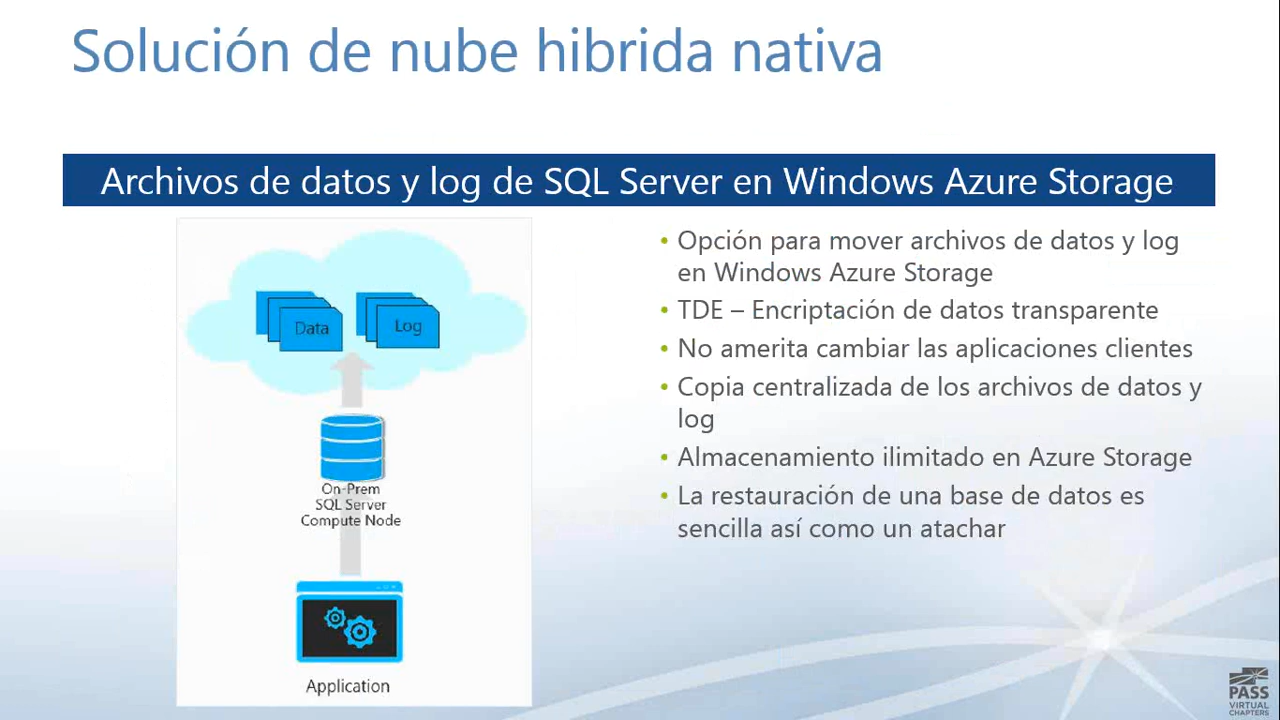 Solución de nube hibrida nativa
Archivos de datos y log de SQL Server en Windows Azure Storage
Data
Log
On-Prem
SQL Server
Compute Node
Application
• Opción para mover archivos de datos y log
en Windows Azure Storage
• TDE – Encriptación de datos transparente
• No amerita cambiar las aplicaciones clientes
• Copia centralizada de los archivos de datos y
log
• Almacenamiento ilimitado en Azure Storage
• La restauración de una base de datos es
sencilla así como un atachar
PASS
VIRTUAL
CHAPTERS